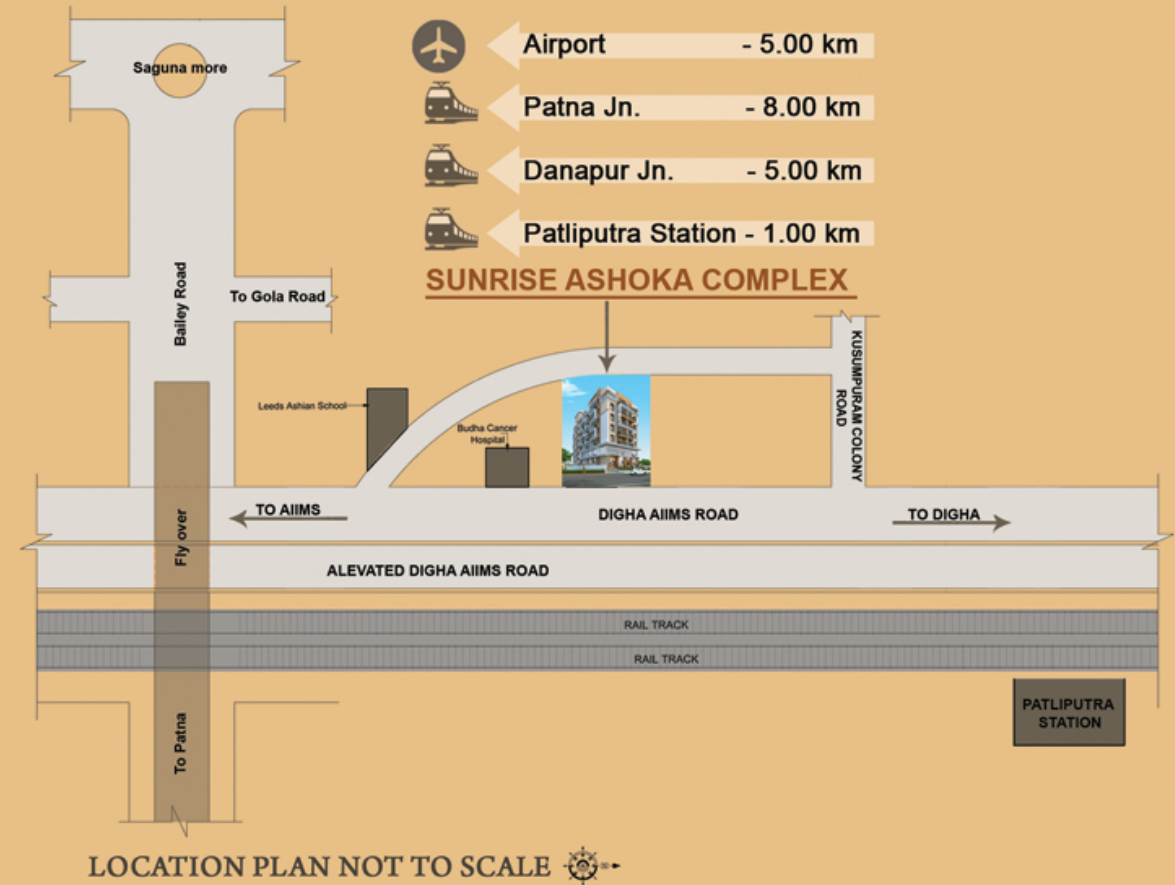 Saguna more
Airport - 5.00 km
Patna Jn. - 8.00 km
Danapur Jn. - 5.00 km
Patliputra Station - 1.00 km
SUNRISE ASHOKA COMPLEX
Bailey Road
To Gola Road
KUSUMPURAM COLONY
ROAD
Leeds Ashian School
Budha Cancer
Hospital
TO AIIMS
DIGHA AIIMS ROAD
TO DIGHA
Fly over
ALEVATED DIGHA AIIMS ROAD
RAIL TRACK
RAIL TRACK
PATLIPUTRA
STATION
To Patna
LOCATION PLAN NOT TO SCALE